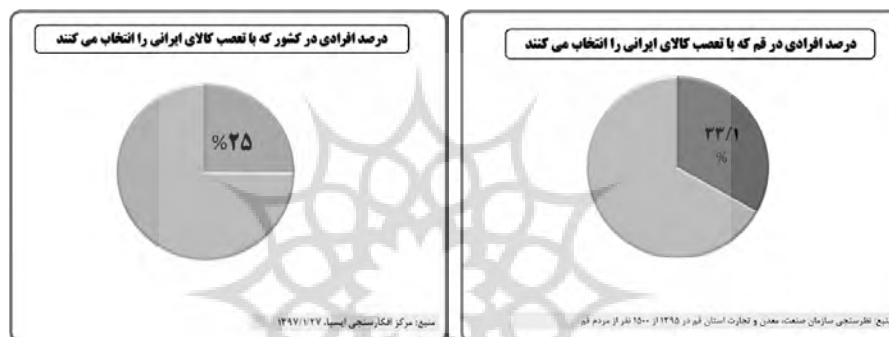 درصد افرادی در قم که با تعصب کالای ایرانی را انتخاب می کنند
۳۳/۱
%
منبع: نظرسنجی سازمان صنعت، معدن و تجارت استان قم در ۱۳۹۵ از ۱۵۰۰ نفر از مردم قم
درصد افرادی در کشور که با تعصب کالای ایرانی را انتخاب می کنند
%۲۵
منبع: مرکز افکارسنجی ایسپا، ۱۳۹۷/۱/۲۷